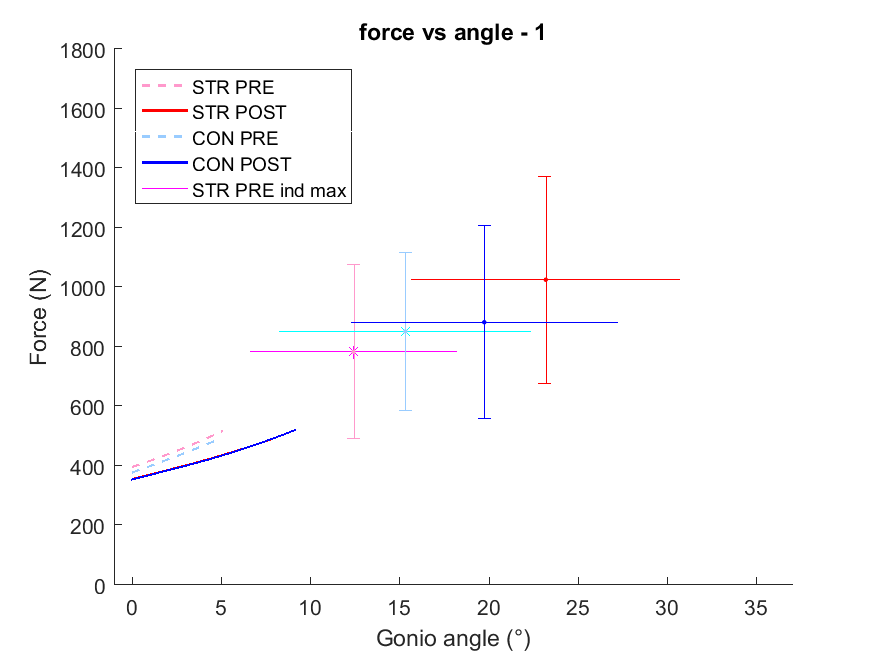 force vs angle - 1
1800
1600
1400
1200
1000
800
600
400
200
0
Force (N)
STR PRE
STR POST
CON PRE
CON POST
STR PRE ind max
0 5 10 15 20 25 30 35
Gonio angle (°)